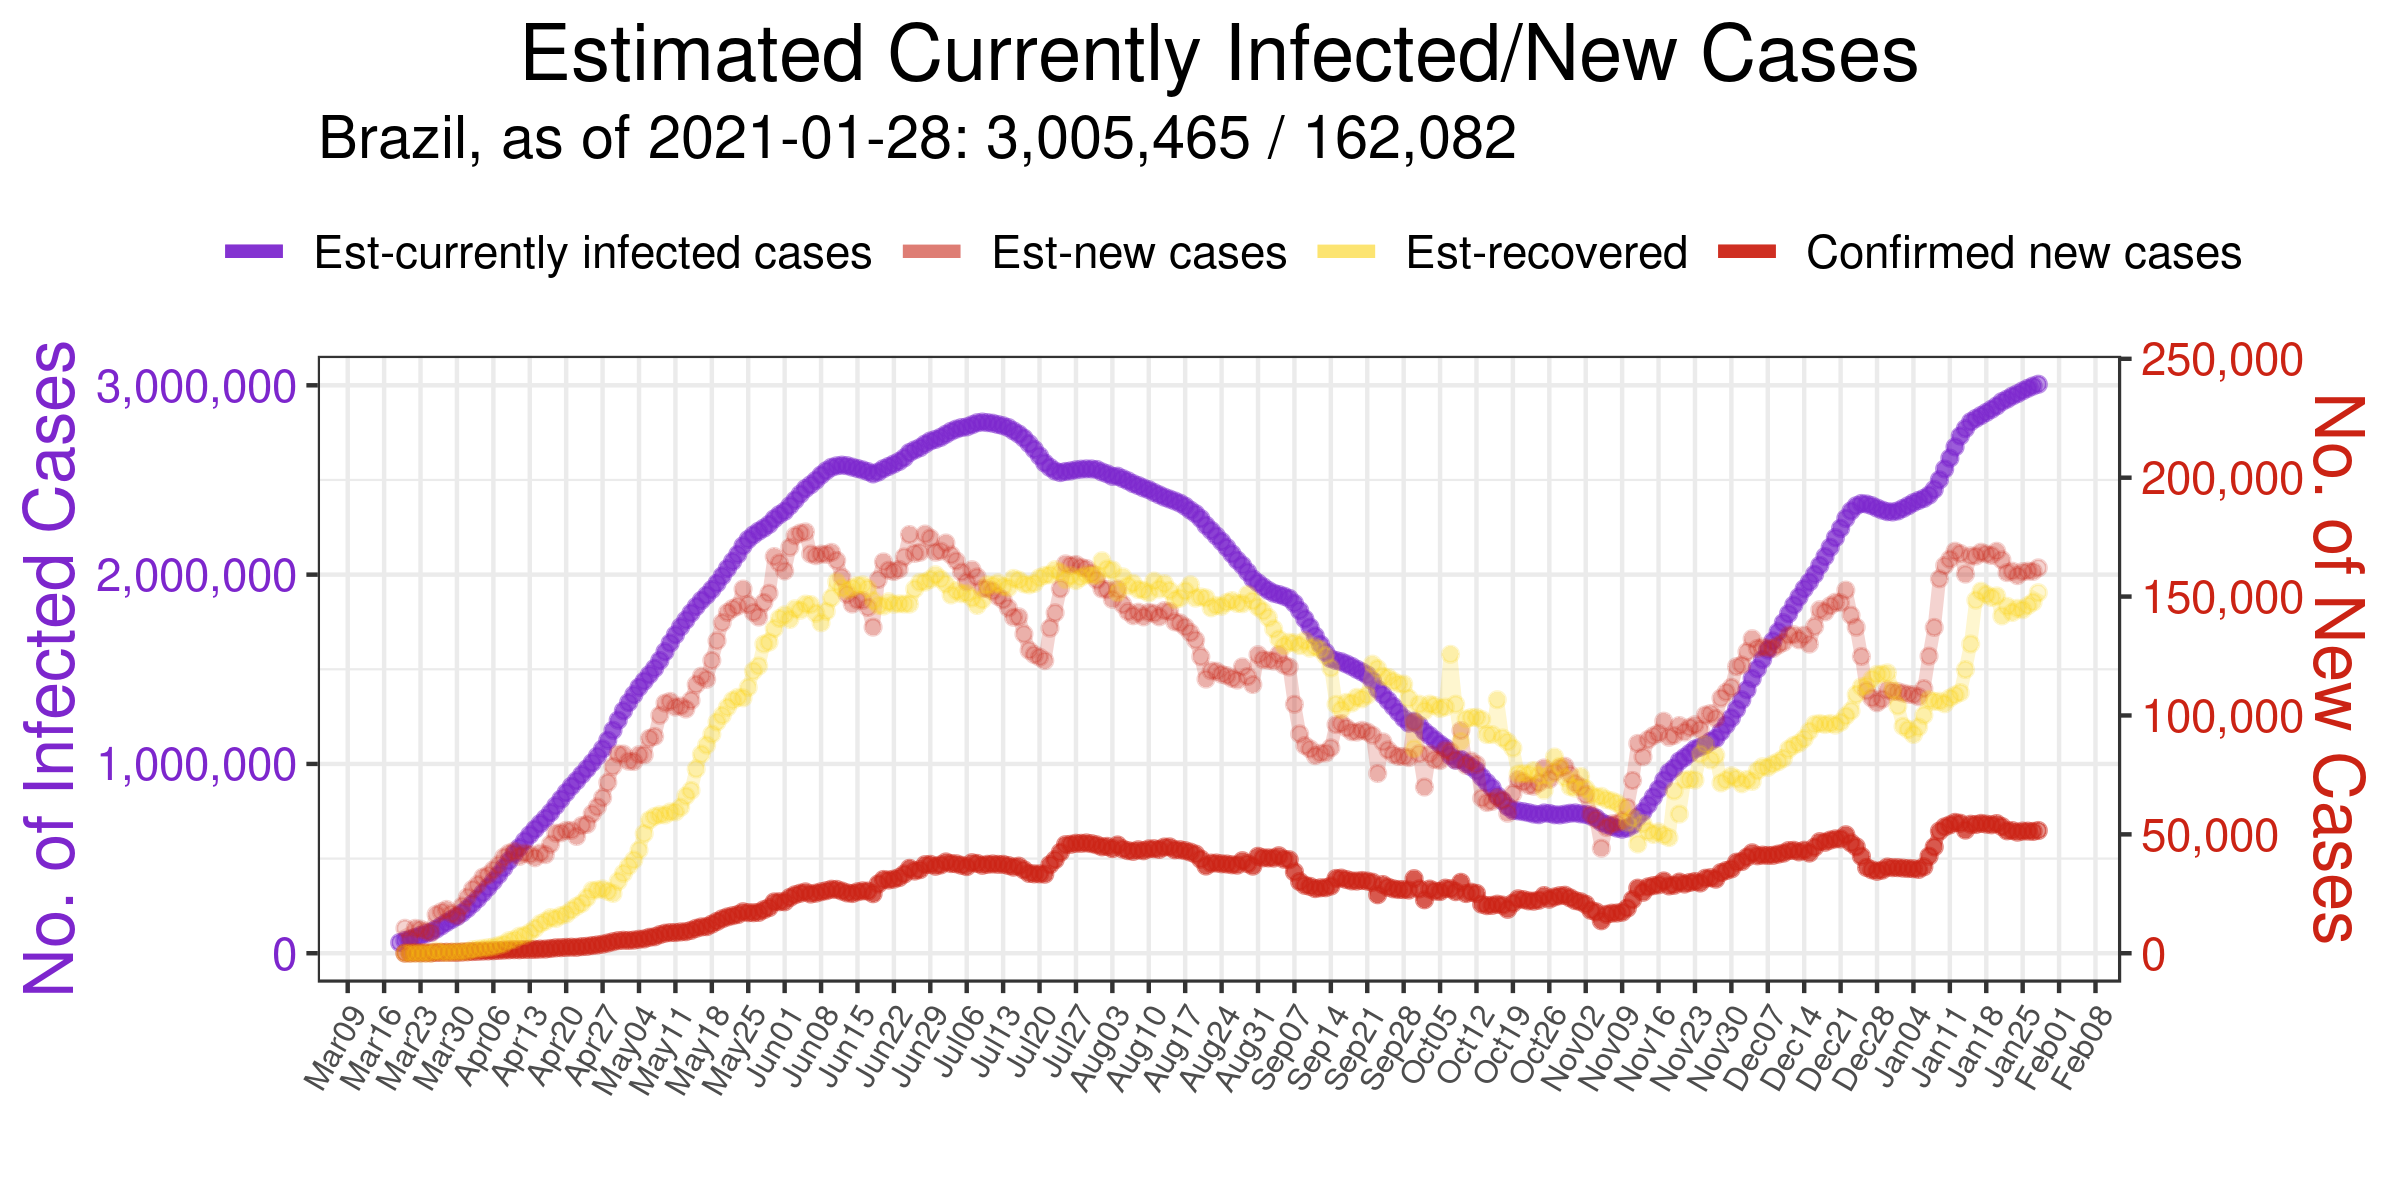 Estimated Currently Infected/New Cases
Brazil, as of 2021-01-28: 3,005,465 / 162,082
Est-currently infected cases Est-new cases Est-recovered Confirmed new cases
No. of Infected Cases
3,000,000
2,000,000
1,000,000
0
250,000
200,000
150,000
100,000
50,000
0
No. of New Cases
Mar09 Mar16 Mar23 Mar30 Apr06 Apr13 Apr20 Apr27 May04 May11 May18 May25 Jun01 Jun08 Jun15 Jun22 Jun29 Jul06 Jul13 Jul20 Jul27 Aug03 Aug10 Aug17 Aug24 Aug31 Sep07 Sep14 Sep21 Sep28 Oct05 Oct12 Oct19 Oct26 Nov02 Nov09 Nov16 Nov23 Nov30 Dec07 Dec14 Dec21 Dec28 Jan04 Jan11 Jan18 Jan25 Feb01 Feb08